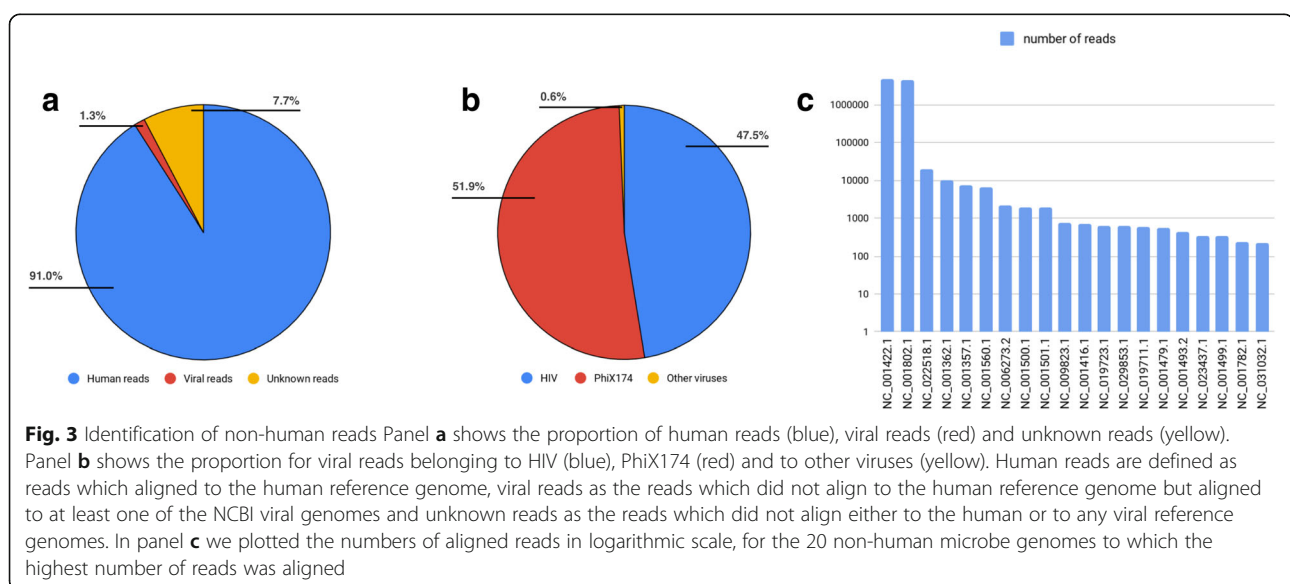 number of reads
a
b
c
7.7%
1.3%
91.0%
0.6%
47.5%
51.9%
1000000
100000
10000
1000
100
10
1
Human reads Viral reads Unknown reads
HIV PhiX174 Other viruses
NC_001422.1
NC_001802.1
NC_022518.1
NC_001362.1
NC_001357.1
NC_001560.1
NC_006273.2
NC_001500.1
NC_001501.1
NC_009823.1
NC_001416.1
NC_019723.1
NC_029853.1
NC_019711.1
NC_001479.1
NC_001493.2
NC_023437.1
NC_001499.1
NC_001782.1
NC_031032.1
Fig. 3 Identification of non-human reads Panel a shows the proportion of human reads (blue), viral reads (red) and unknown reads (yellow).
Panel b shows the proportion for viral reads belonging to HIV (blue), PhiX174 (red) and to other viruses (yellow). Human reads are defined as
reads which aligned to the human reference genome, viral reads as the reads which did not align to the human reference genome but aligned
to at least one of the NCBI viral genomes and unknown reads as the reads which did not align either to the human or to any viral reference
genomes. In panel c we plotted the numbers of aligned reads in logarithmic scale, for the 20 non-human microbe genomes to which the
highest number of reads was aligned